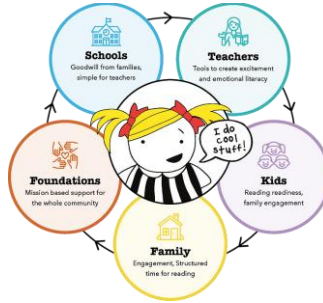 Schools
Goodwill from families,
simple for teachers
Teachers
Tools to create excitement
and emotional literacy
I do
cool
stuff!
Foundations
Mission based support for
the whole community
Kids
Reading readiness,
family engagement
Family
Engagement, Structured
time for reading